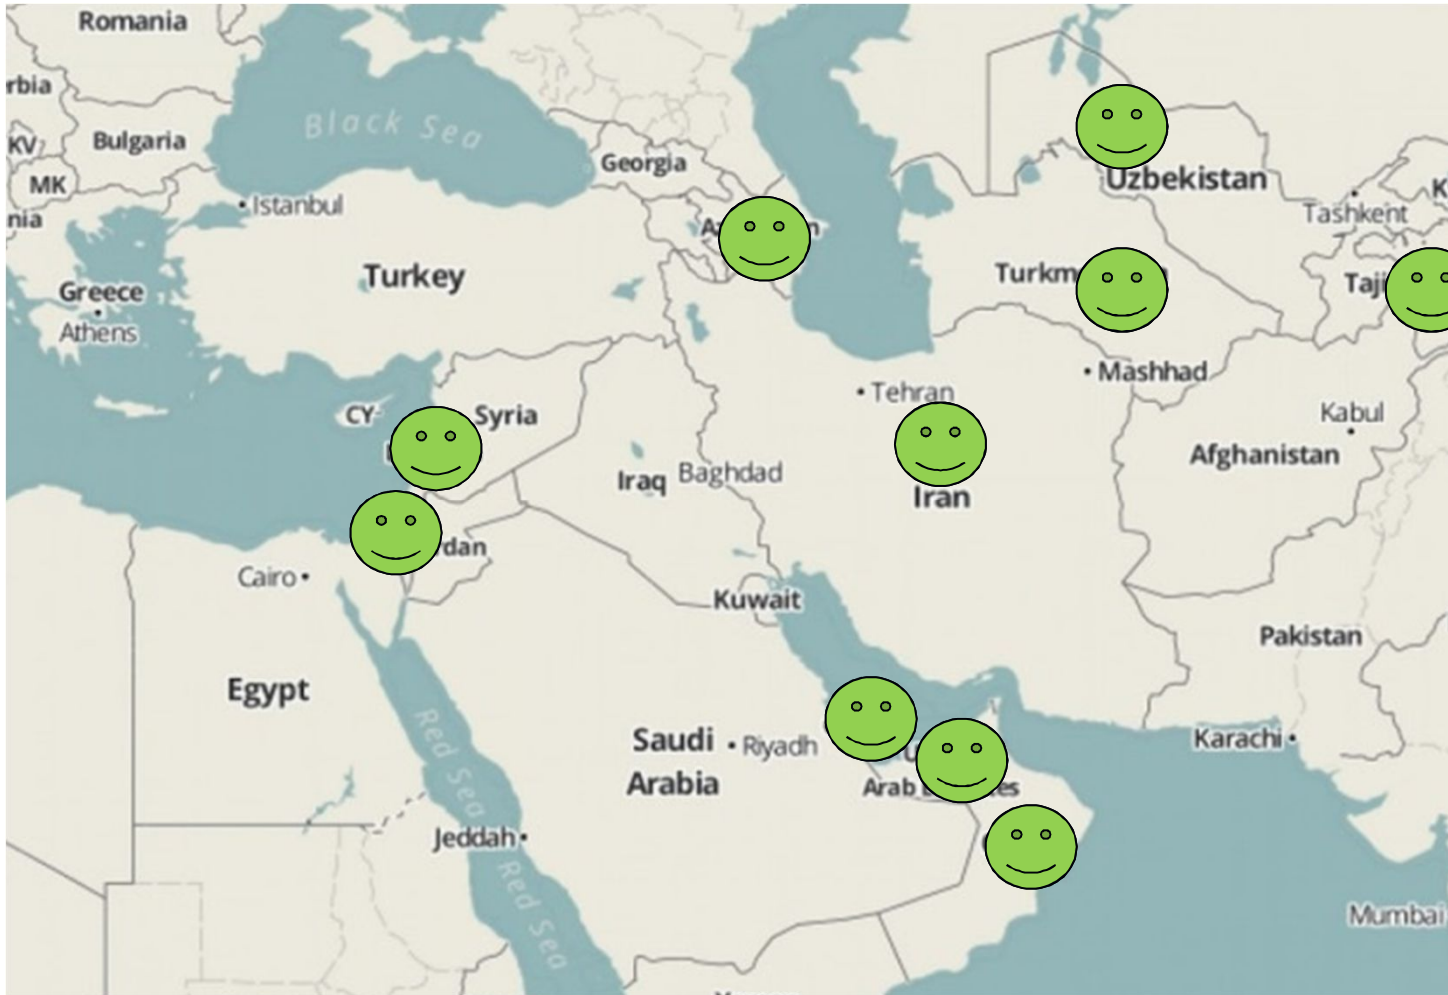 Romania
rbia
Black Sea
Bulgaria
KV
Georgia
MK
Uzbekistan
K
nia
Istanbul
Tashkent
Turkey
Turkm
Taji
Greece
Athens
Mashhad
Tehran
Kabul
CY
Syria
Afghanistan
Iraq
Baghdad
Iran
rdan
Cairo
Kuwait
Pakistan
Egypt
Red Sea
Saudi
Arabia
Riyadh
Karachi
Arab
es
Jeddah
Red Sea
Mumbai